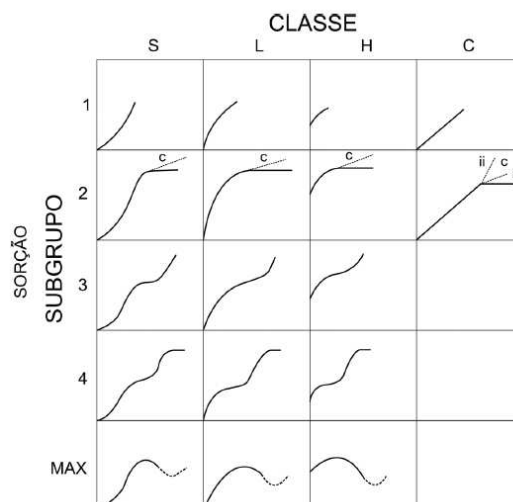 CLASSE
S L H C
1
c c c ii c
2
SORÇÃO
SUBGRUPO
3
4
MAX